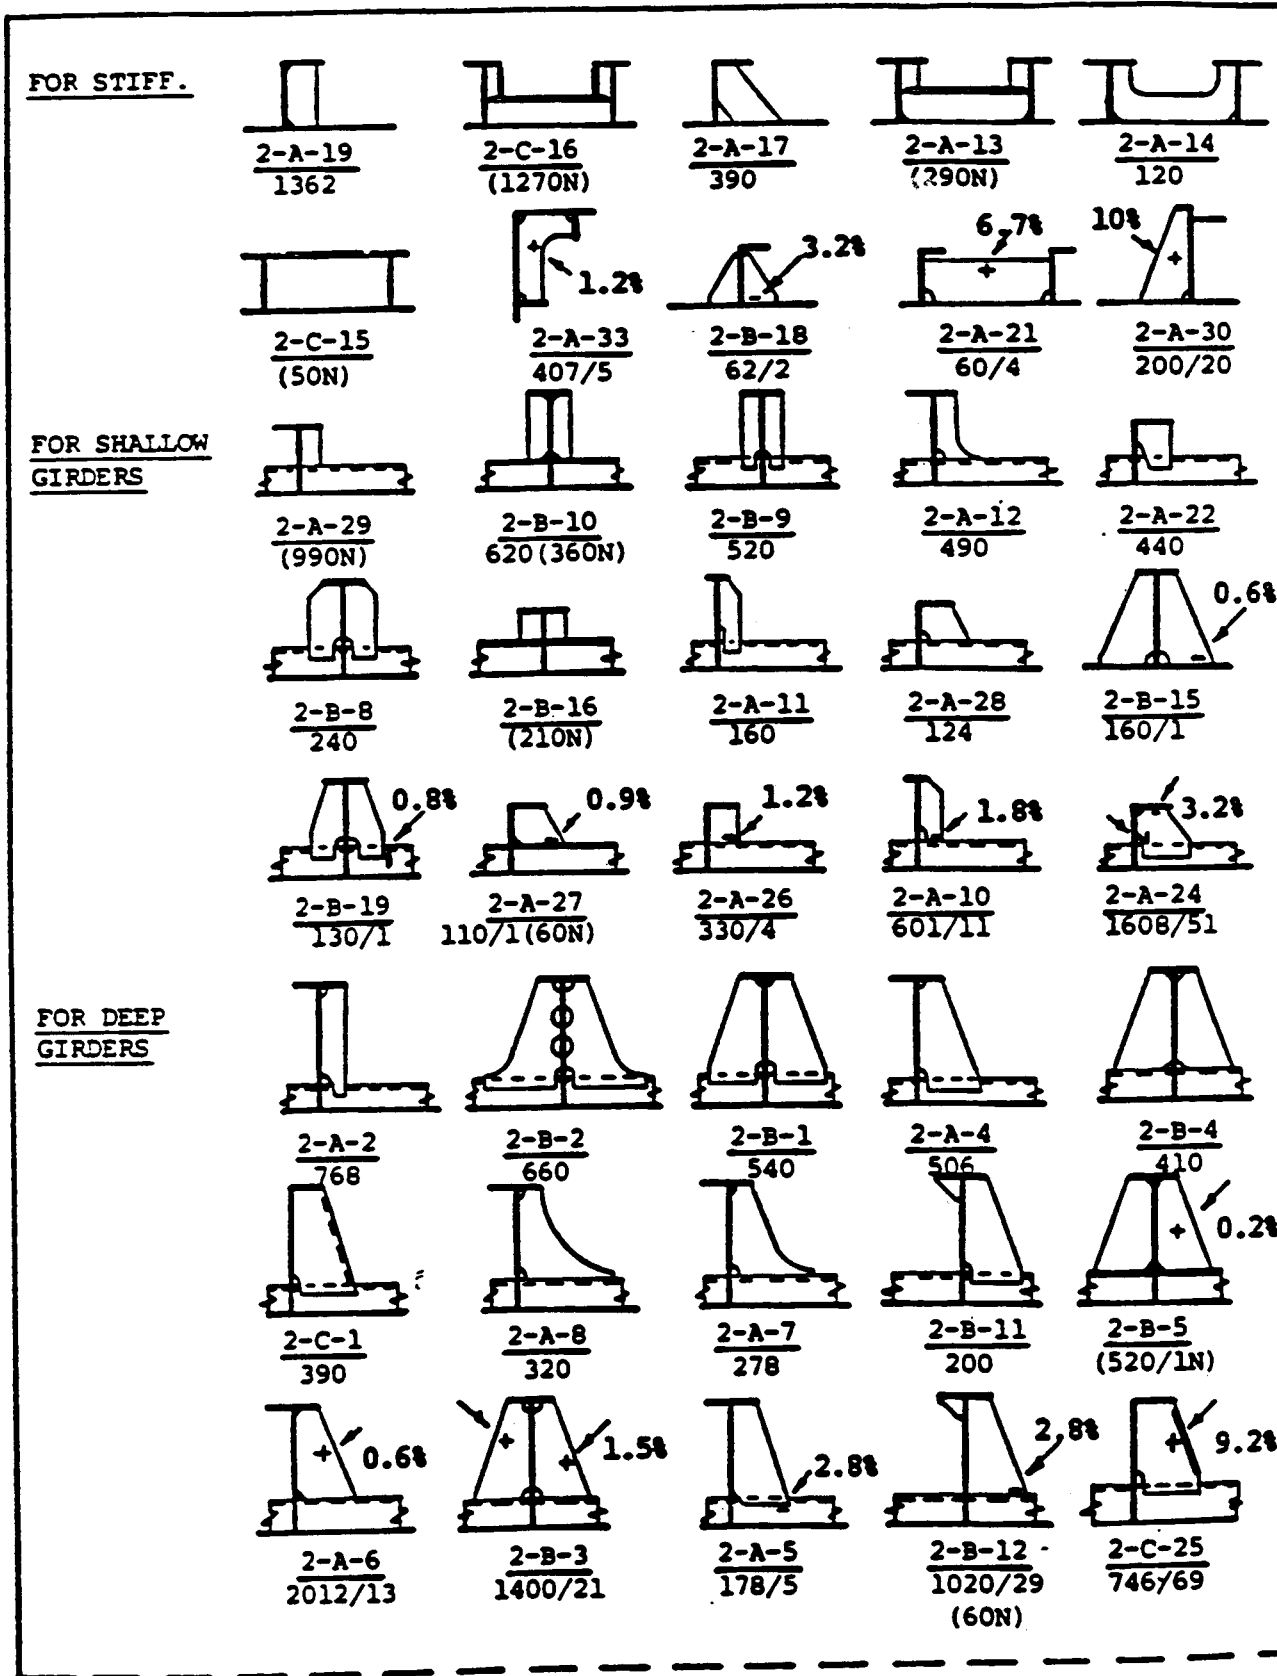 FOR STIFF.
2-A-19 2-C-16 2-A-17 2-A-13 2-A-14
1362 (1270N) 390 (290N) 120
1.2% 3.2% 6.7% 10%
2-C-15 2-A-33 2-B-18 2-A-21 2-A-30
(50N) 407/5 62/2 60/4 200/20
FOR SHALLOW
GIRDERS
2-A-29 2-B-10 2-B-9 2-A-12 2-A-22
(990N) 620(360N) 520 490 440
0.6%
2-B-8 2-B-16 2-A-11 2-A-28 2-B-15
240 (210N) 160 124 160/1
0.8% 0.9% 1.2% 1.8% 3.2%
2-B-19 2-A-27 2-A-26 2-A-10 2-A-24
130/1 110/1(60N) 330/4 601/11 1608/51
FOR DEEP
GIRDERS
2-A-2 2-B-2 2-B-1 2-A-4 2-B-4
768 660 540 506 410
0.2%
2-C-1 2-A-8 2-A-7 2-B-11 2-B-5
390 320 278 200 (520/1N)
0.6% 1.5% 2.8% 2.8% 9.2%
2-A-6 2-B-3 2-A-5 2-B-12 2-C-25
2012/13 1400/21 178/5 1020/29 746/69
(60N)